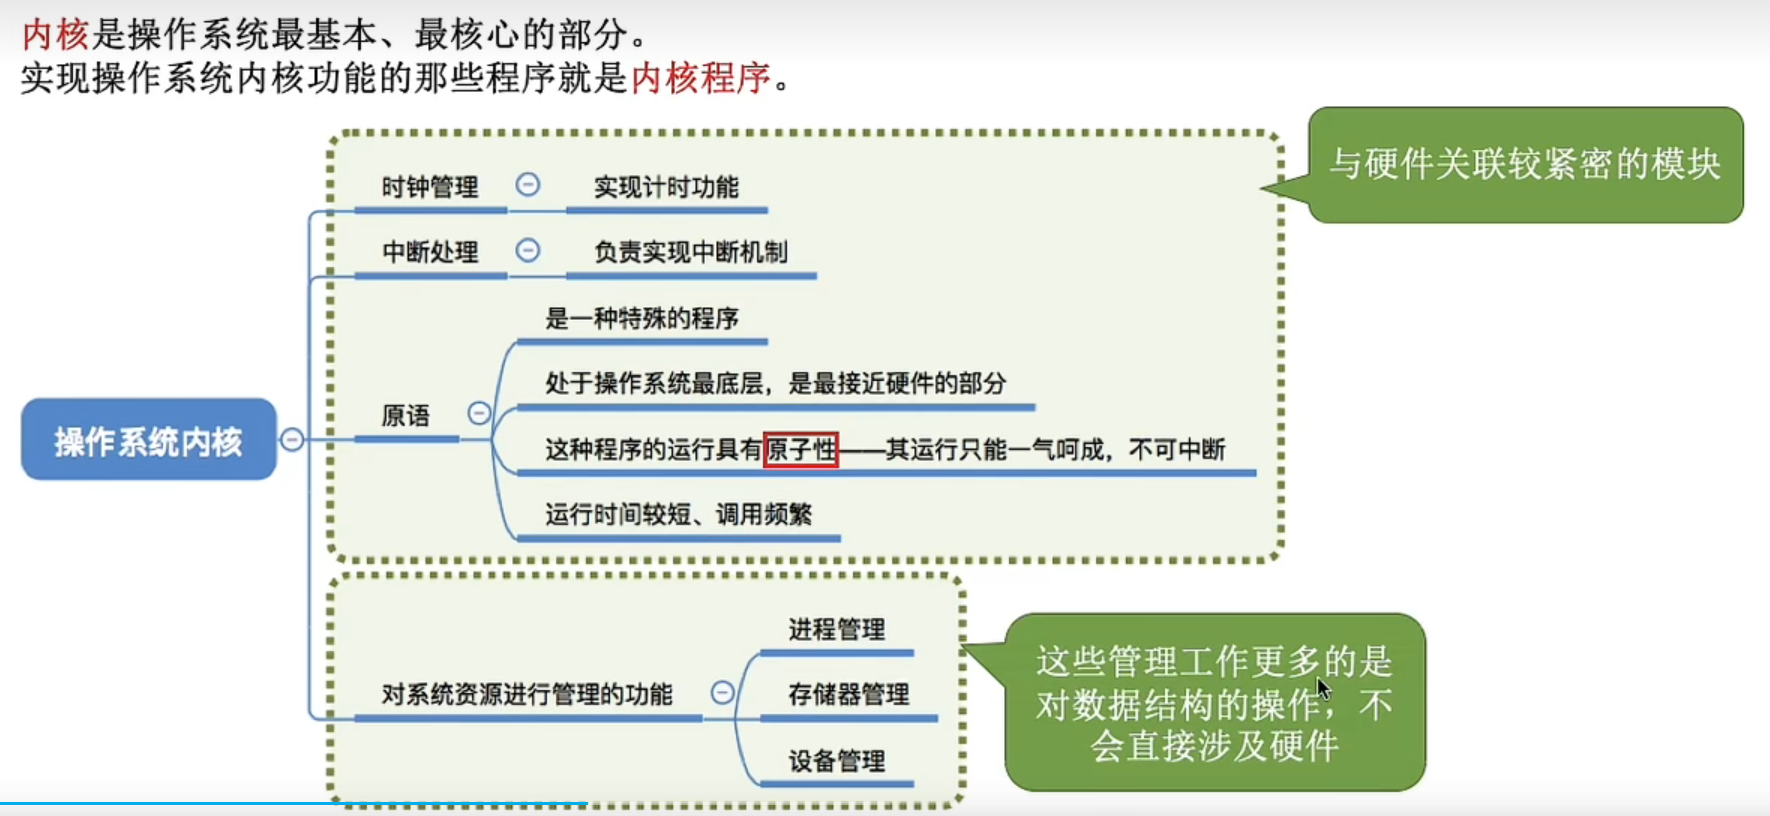 内核是操作系统最基本、最核心的部分。
实现操作系统内核功能的那些程序就是内核程序。
与硬件关联较紧密的模块
时钟管理
实现计时功能
中断处理
负责实现中断机制
是一种特殊的程序
处于操作系统最底层，是最接近硬件的部分
原语
操作系统内核
这种程序的运行具有原子性——其运行只能一气呵成，不可中断
运行时间较短、调用频繁
进程管理
对系统资源进行管理的功能
存储器管理
设备管理
这些管理工作更多的是
对数据结构的操作，不
会直接涉及硬件